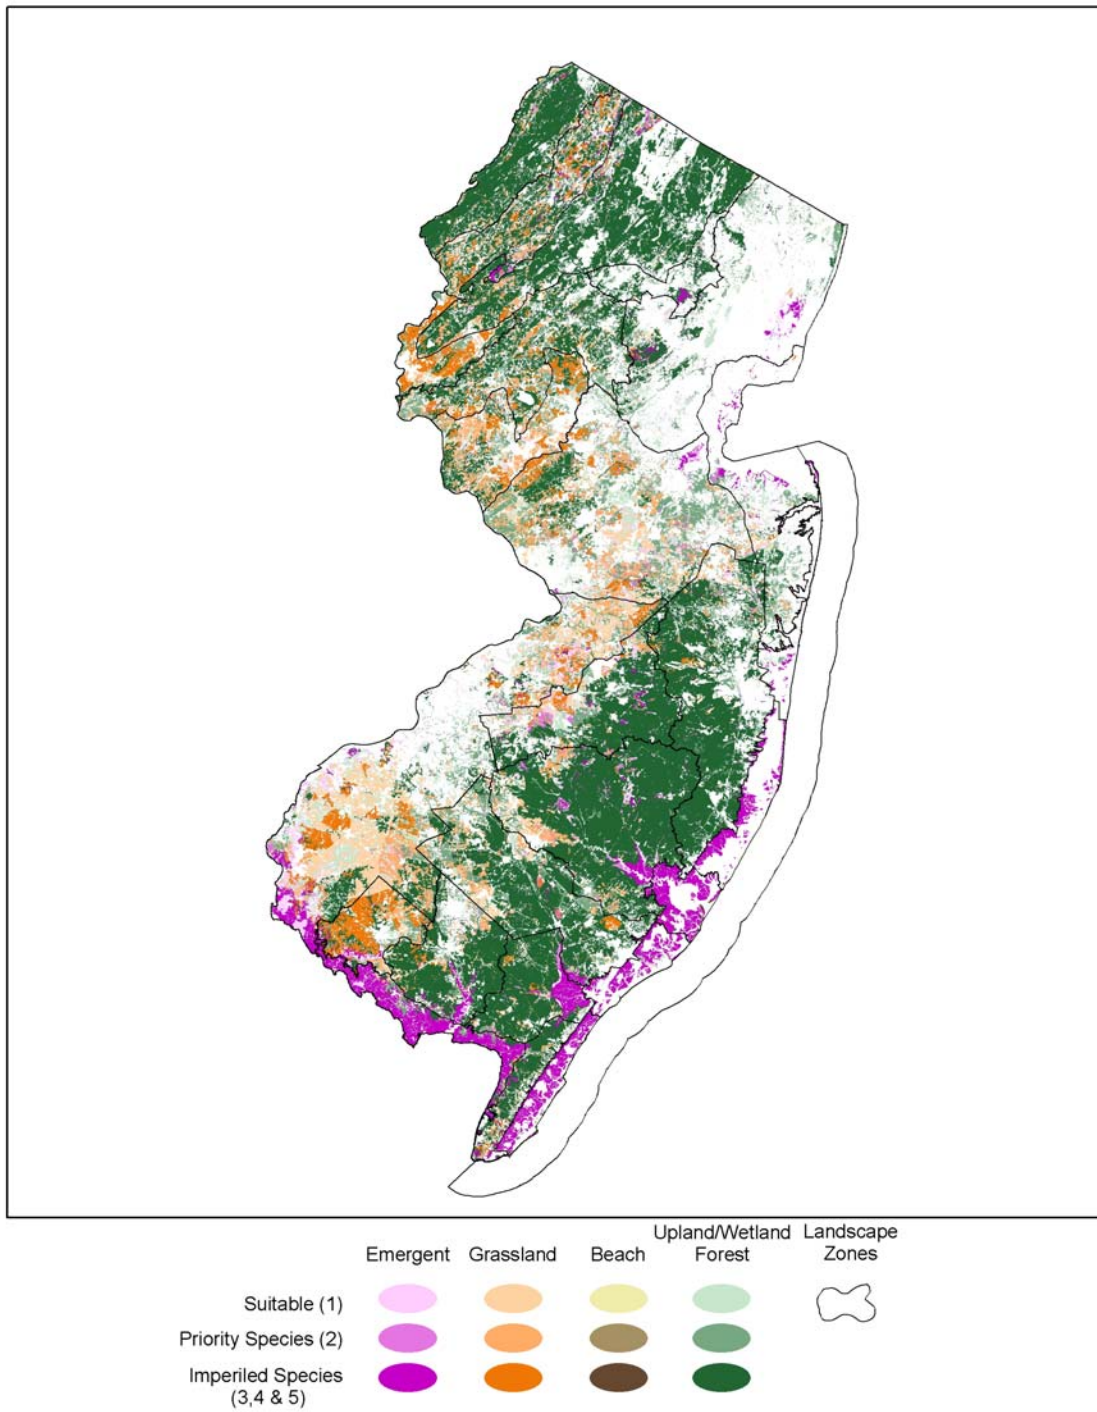 Emergent Grassland Beach Upland/Wetland Forest Landscape Zones
Suitable (1)
Priority Species (2)
Imperiled Species
(3,4 & 5)